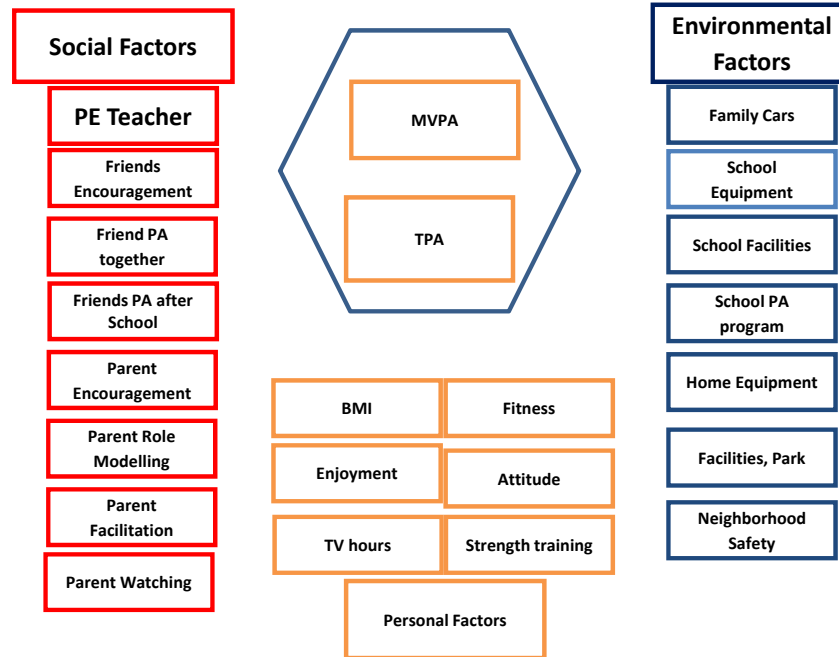 Social Factors
PE Teacher
Friends
Encouragement
Friend PA
together
Friends PA after
School
Parent
Encouragement
Parent Role
Modelling
Parent
Facilitation
Parent Watching
MVPA
TPA
BMI
Fitness
Enjoyment
Attitude
TV hours
Strength training
Personal Factors
Environmental
Factors
Family Cars
School
Equipment
School Facilities
School PA
program
Home Equipment
Facilities, Park
Neighborhood
Safety